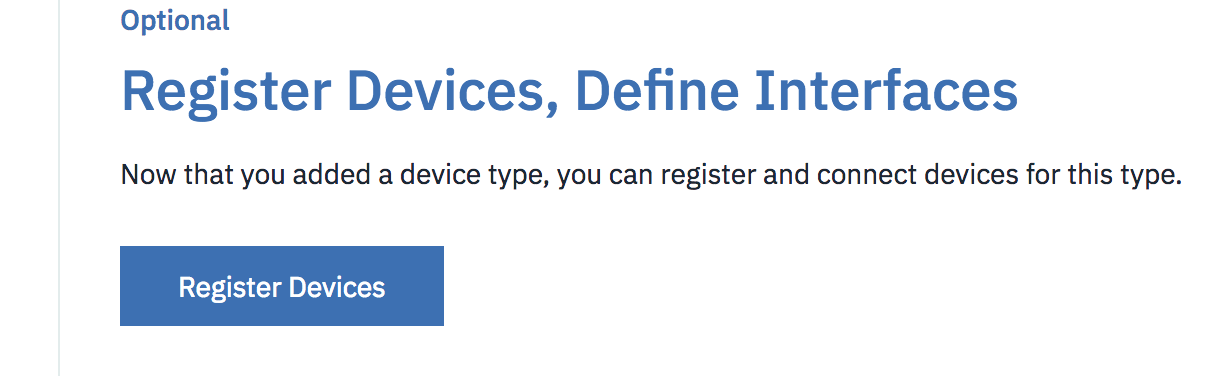 Optional
Register Devices, Define Interfaces
Now that you added a device type, you can register and connect devices for this type.
Register Devices